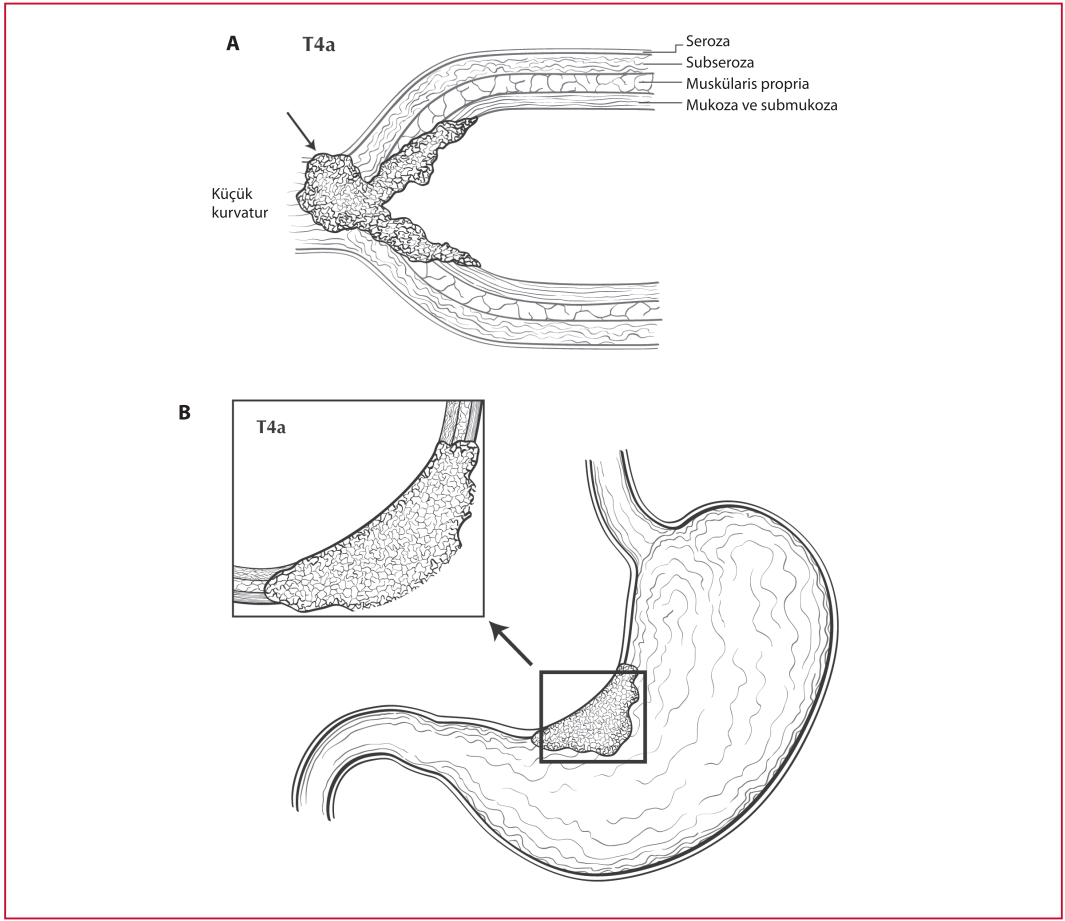 A
T4a
Seroza
Subseroza
Muskülaris propria
Mukoza ve submukoza
Küçük
kurvatur
B
T4a